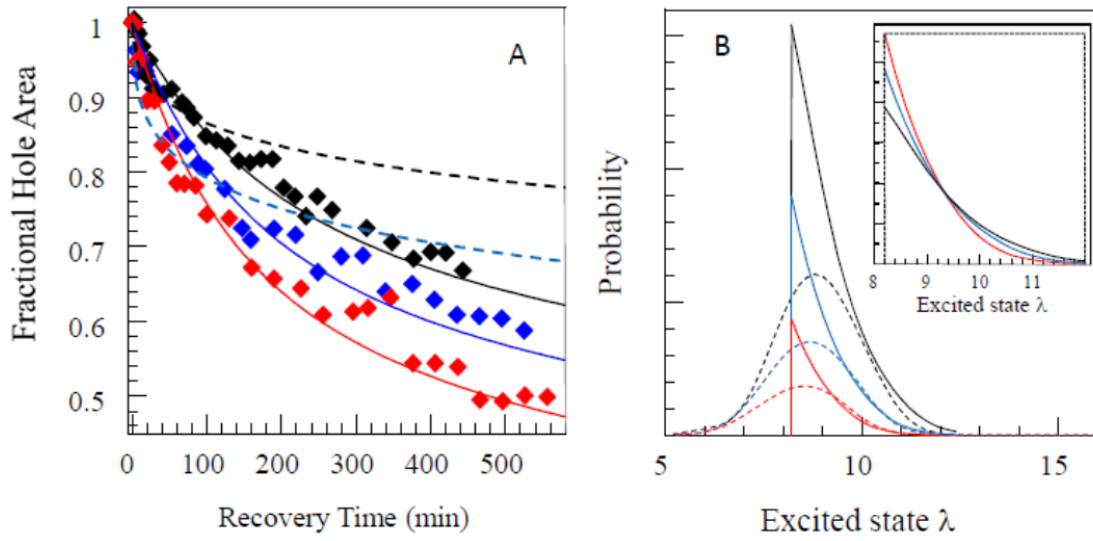 A
1
0.9
0.8
0.7
0.6
0.5
Fractional Hole Area
0 100 200 300 400 500
Recovery Time (min)
B
Probability
5 10 15
Excited state λ
8 9 10 11
Excited state λ